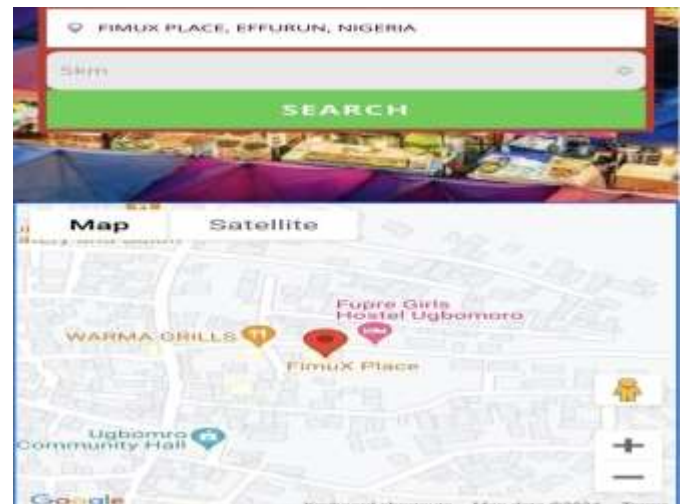 FIMUX PLACE, EFFURUN, NIGERIA
5km
SEARCH
Map
Satellite
Fupre Girls
Hostel Ugbomoro
WARMA GRILLS
FimuX Place
Ugbomro
Community Hall
Google